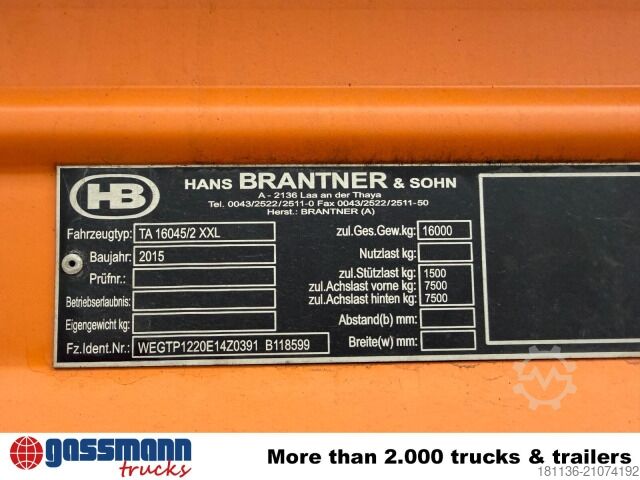 HB
HANS BRANTNER & SOHN
A - 2136 Laa an der Thaya
Tel. 0043/2522/2511-0 Fax 0043/2522/2511-50
Herst.: BRANTNER (A)
Fahrzeugtyp: TA 16045/2 XXL
Baujahr: 2015
Prüfnr.:
Betriebserlaubnis:
Eigengewicht kg:
Fz.Ident.Nr.: WEGTP1220E14Z0391 B118599
zul.Ges.Gew.kg: 16000
Nutzlast kg:
zul.Stützlast kg: 1500
zul.Achslast vorne kg: 7500
zul.Achslast hinten kg: 7500
Abstand(b) mm:
Breite(w) mm:
gassmann
trucks
More than 2.000 trucks & trailers
181136-21074192